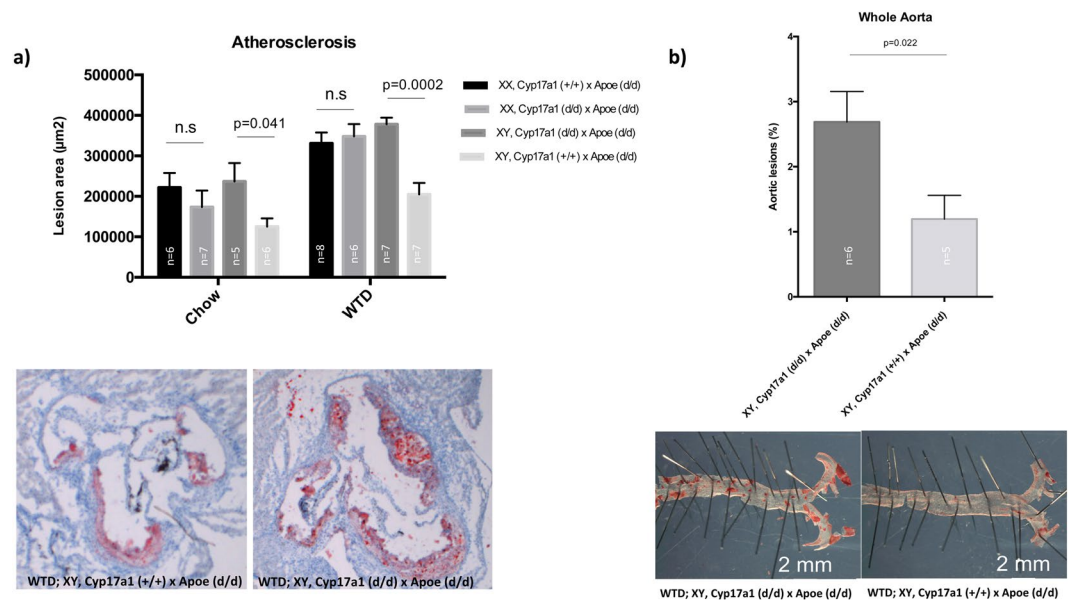 a)
Atherosclerosis
500000
400000
300000
200000
100000
0
Lesion area (µm2)
n.s
p=0.041
n.s
p=0.0002
n=6
n=7
n=5
n=6
n=8
n=6
n=7
n=7
Chow
WTD
XX, Cyp17a1 (+/+) x Apoe (d/d)
XX, Cyp17a1 (d/d) x Apoe (d/d)
XY, Cyp17a1 (d/d) x Apoe (d/d)
XY, Cyp17a1 (+/+) x Apoe (d/d)
WTD; XY, Cyp17a1 (+/+) x Apoe (d/d)
WTD; XY, Cyp17a1 (d/d) x Apoe (d/d)
b)
Whole Aorta
p=0.022
4
3
2
1
0
Aortic lesions (%)
n=6
n=5
XY, Cyp17a1 (d/d) x Apoe (d/d)
XY, Cyp17a1 (+/+) x Apoe (d/d)
2 mm
2 mm
WTD; XY, Cyp17a1 (d/d) x Apoe (d/d)
WTD; XY, Cyp17a1 (+/+) x Apoe (d/d)